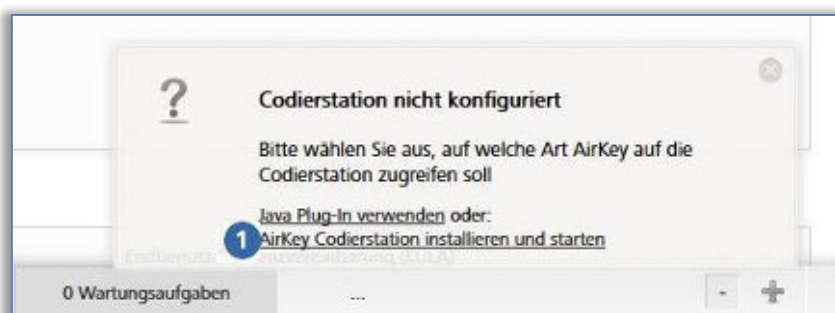 ?
Codierstation nicht konfiguriert
Bitte wählen Sie aus, auf welche Art AirKey auf die
Codierstation zugreifen soll
Java Plug-In verwenden oder:
1 AirKey Codierstation installieren und starten
(EULA)
0 Wartungsaufgaben ... - +